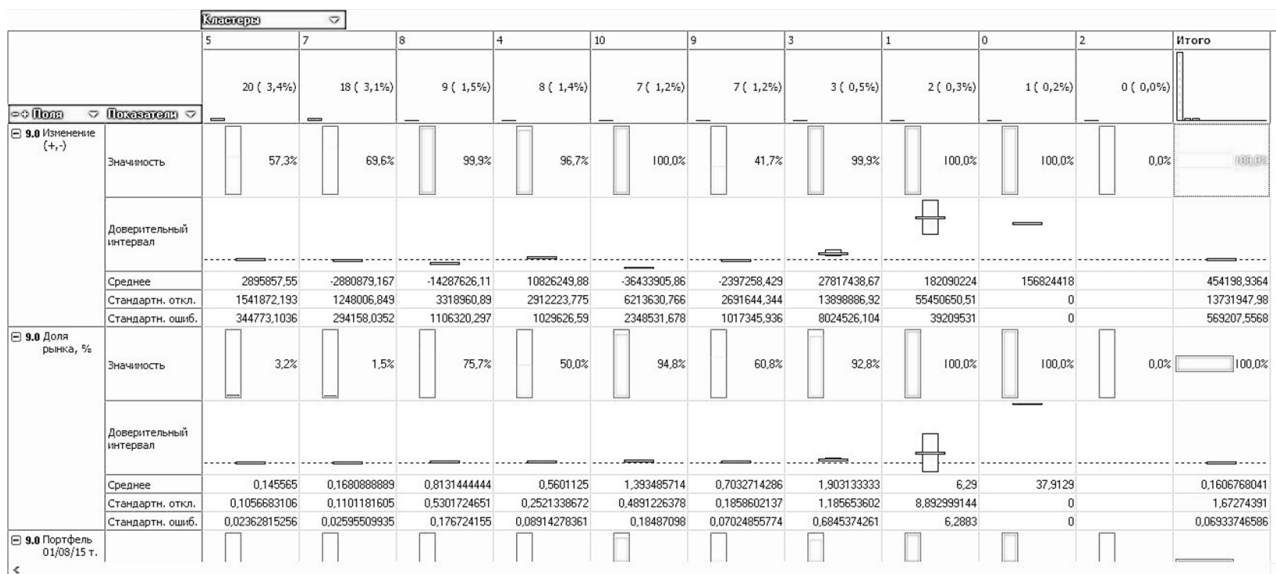 Кластеры
5 7 8 4 10 9 3 1 0 2 Итого
20 ( 3,4%) 18 ( 3,1%) 9 ( 1,5%) 8 ( 1,4%) 7 ( 1,2%) 7 ( 1,2%) 3 ( 0,5%) 2 ( 0,3%) 1 ( 0,2%) 0 ( 0,0%)
Поля Показатели
9.0 Изменение (+,-)
Значимость 57,3% 69,6% 99,9% 96,7% 100,0% 41,7% 99,9% 100,0% 100,0% 0,0% 100,0%
Доверительный интервал
Среднее 2895857,55 -2880879,167 -14287626,11 10826249,88 -36433905,86 -2397258,429 27817438,67 182090224 156824418 454198,9364
Стандартн. откл. 1541872,193 1248006,849 3318960,89 2912223,775 6213630,766 2691644,344 13898886,92 55450650,51 0 13731947,98
Стандартн. ошиб. 344773,1036 294158,0352 1106320,297 1029626,59 2348531,678 1017345,936 8024526,104 39209531 0 569207,5568
9.0 Доля рынка, %
Значимость 3,2% 1,5% 75,7% 50,0% 94,8% 60,8% 92,8% 100,0% 100,0% 0,0% 100,0%
Доверительный интервал
Среднее 0,145565 0,1680888889 0,8131444444 0,5601125 1,393485714 0,7032714286 1,903133333 6,29 37,9129 0,1606768041
Стандартн. откл. 0,1056683106 0,1101181605 0,5301724651 0,2521338672 0,4891226378 0,1858602137 1,185653602 8,892999144 0 1,67274391
Стандартн. ошиб. 0,02362815256 0,02595509935 0,176724155 0,08914278361 0,18487098 0,07024855774 0,6845374261 6,2883 0 0,06933746586
9.0 Портфель 01/08/15 т.